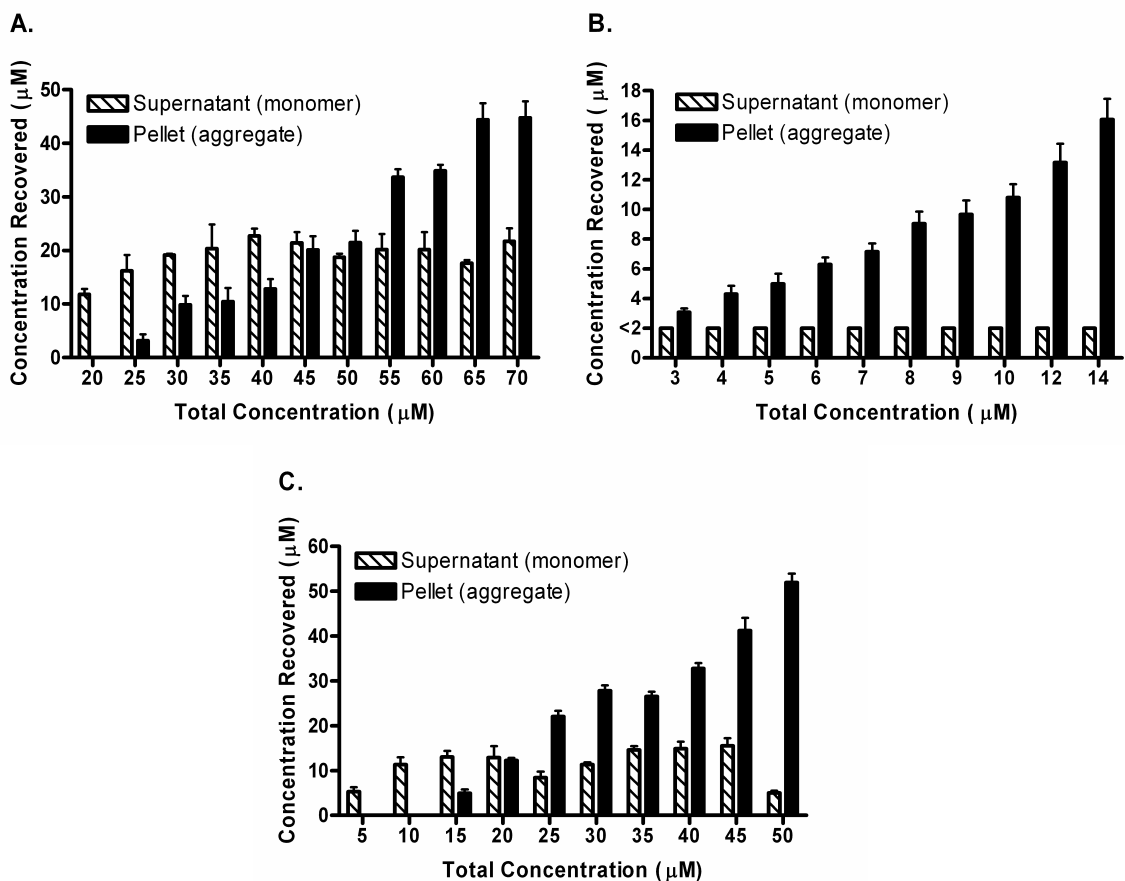 A.
Concentration Recovered (μM)
50
40
30
20
10
0
Supernatant (monomer)
Pellet (aggregate)
20 25 30 35 40 45 50 55 60 65 70
Total Concentration (μM)
B.
Concentration Recovered (μM)
18
16
14
12
10
8
6
4
<2
0
Supernatant (monomer)
Pellet (aggregate)
3 4 5 6 7 8 9 10 12 14
Total Concentration (μM)
C.
Concentration Recovered (μM)
60
50
40
30
20
10
0
Supernatant (monomer)
Pellet (aggregate)
5 10 15 20 25 30 35 40 45 50
Total Concentration (μM)